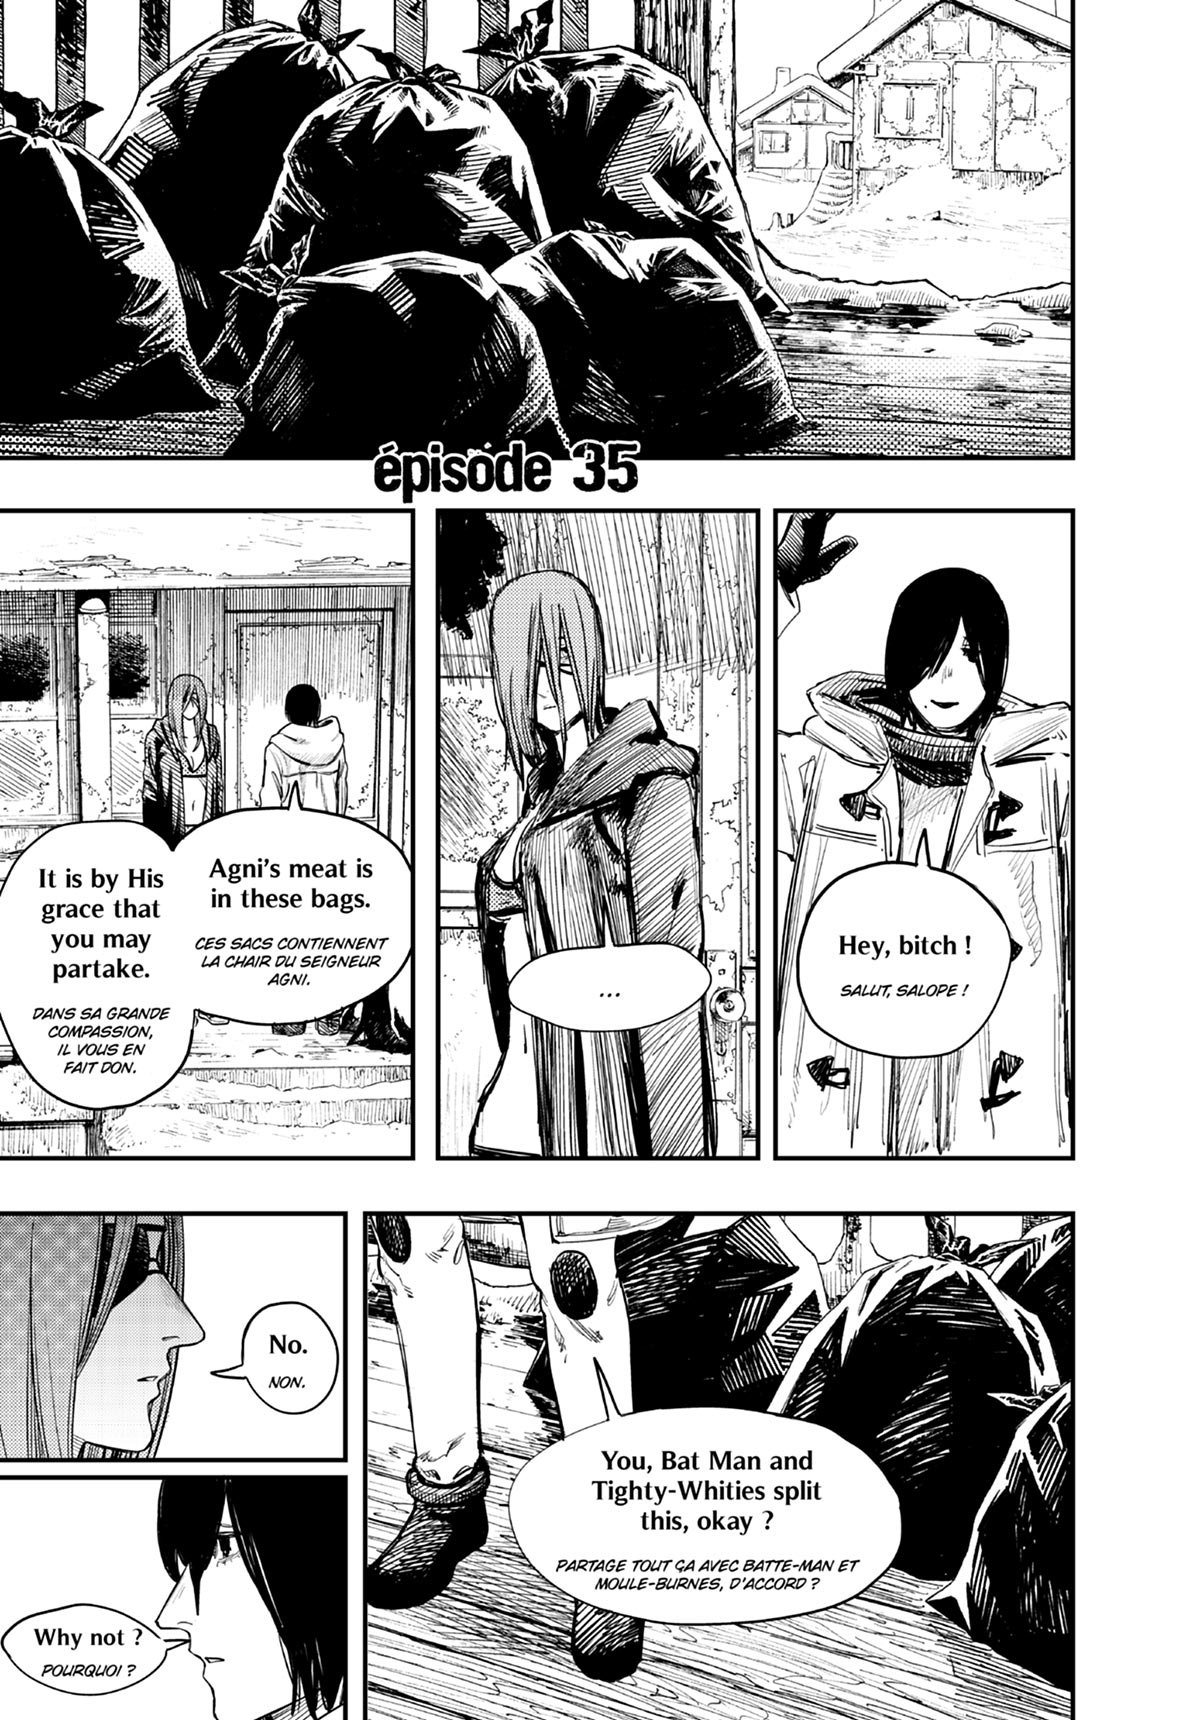 épisode 35
Hey, bitch !
SALUT, SALOPE !
...
Agni's meat is
in these bags.
CES SACS CONTIENNENT
LA CHAIR DU SEIGNEUR
AGNI.
It is by His
grace that
you may
partake.
DANS SA GRANDE
COMPASSION,
IL VOUS EN
FAIT DON.
You, Bat Man and
Tighty-Whities split
this, okay ?
PARTAGE TOUT ÇA AVEC BATTE-MAN ET
MOULE-BURNES, D'ACCORD ?
No.
NON.
Why not ?
POURQUOI ?